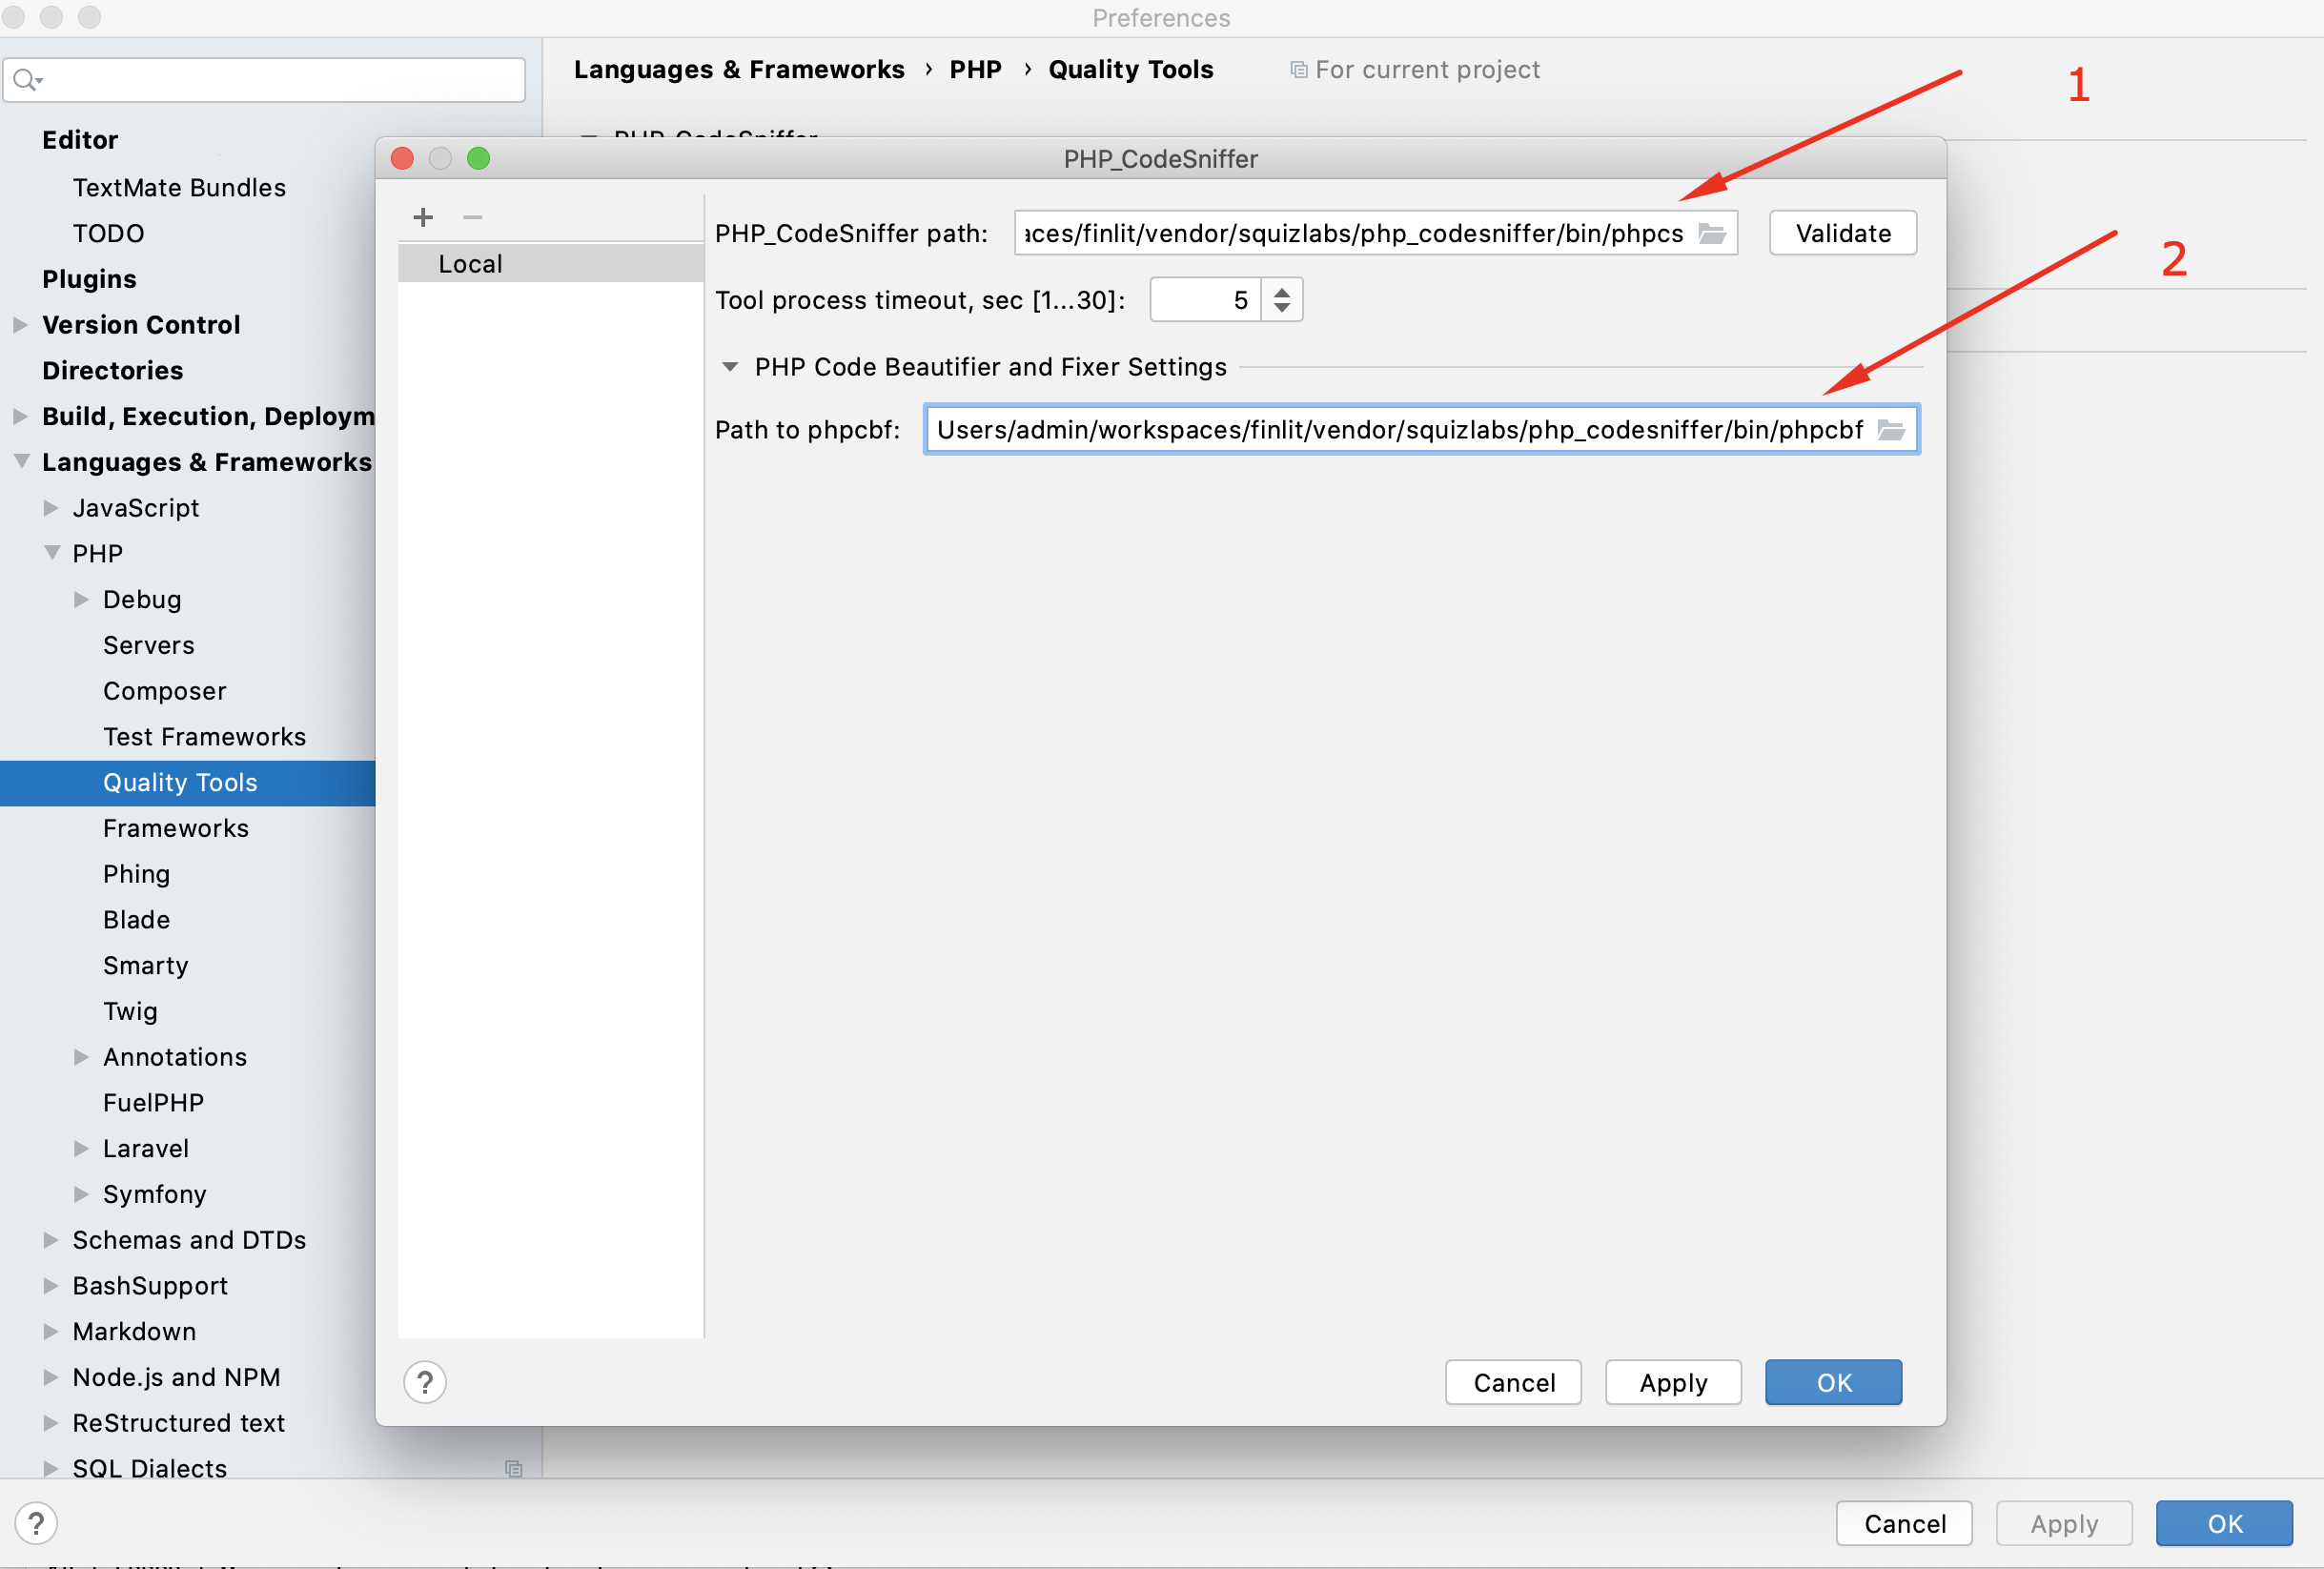 Preferences
Languages & Frameworks › PHP › Quality Tools For current project
1
2
Editor
TextMate Bundles
TODO
Plugins
Version Control
Directories
Build, Execution, Deploym
Languages & Frameworks
JavaScript
PHP
Debug
Servers
Composer
Test Frameworks
Quality Tools
Frameworks
Phing
Blade
Smarty
Twig
Annotations
FuelPHP
Laravel
Symfony
Schemas and DTDs
BashSupport
Markdown
Node.js and NPM
ReStructured text
SQL Dialects
PHP CodeSniffer
PHP_CodeSniffer
+ −
Local
PHP_CodeSniffer path: aces/finlit/vendor/squizlabs/php_codesniffer/bin/phpcs Validate
Tool process timeout, sec [1...30]: 5
PHP Code Beautifier and Fixer Settings
Path to phpcbf: Users/admin/workspaces/finlit/vendor/squizlabs/php_codesniffer/bin/phpcbf
? Cancel Apply OK
? Cancel Apply OK